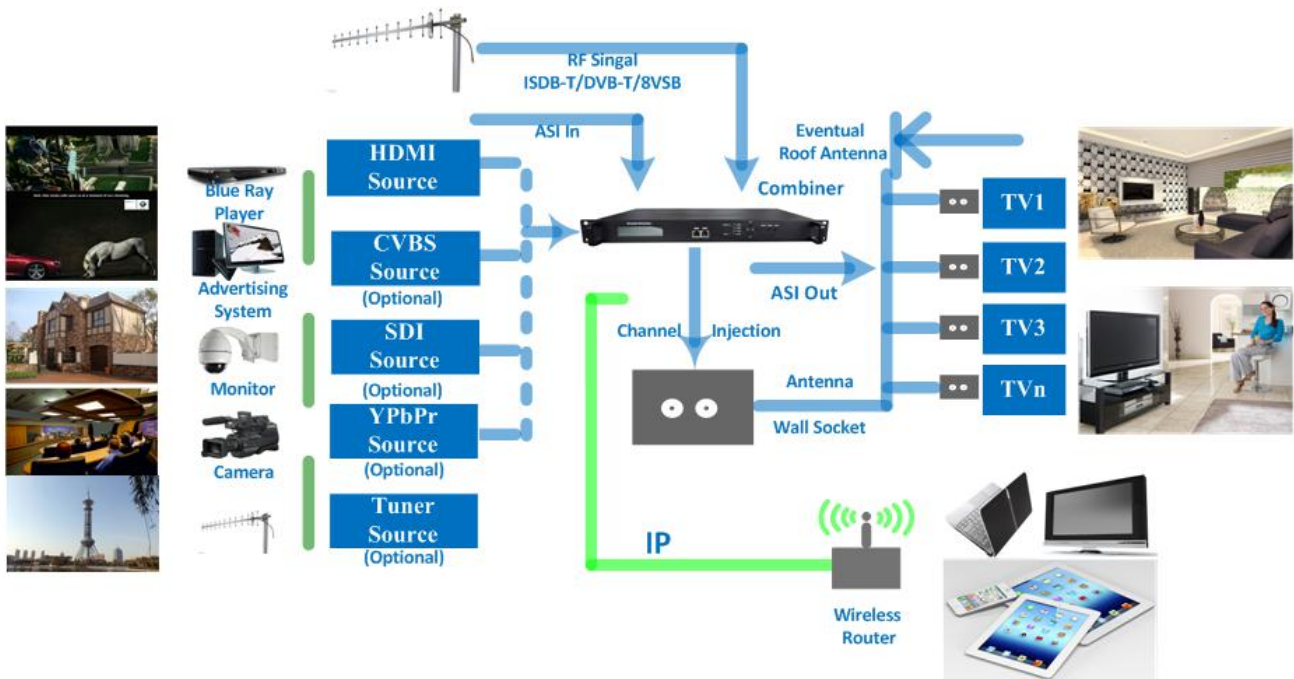 RF Singal
ISDB-T/DVB-T/8VSB
ASI In
Eventual
Roof Antenna
Combiner
HDMI
Source
Blue Ray
Player
CVBS
Source
(Optional)
Advertising
System
SDI
Source
(Optional)
Monitor
YPbPr
Source
(Optional)
Camera
Tuner
Source
(Optional)
ASI Out
Channel Injection
Antenna
Wall Socket
TV1
TV2
TV3
TVn
IP
Wireless
Router